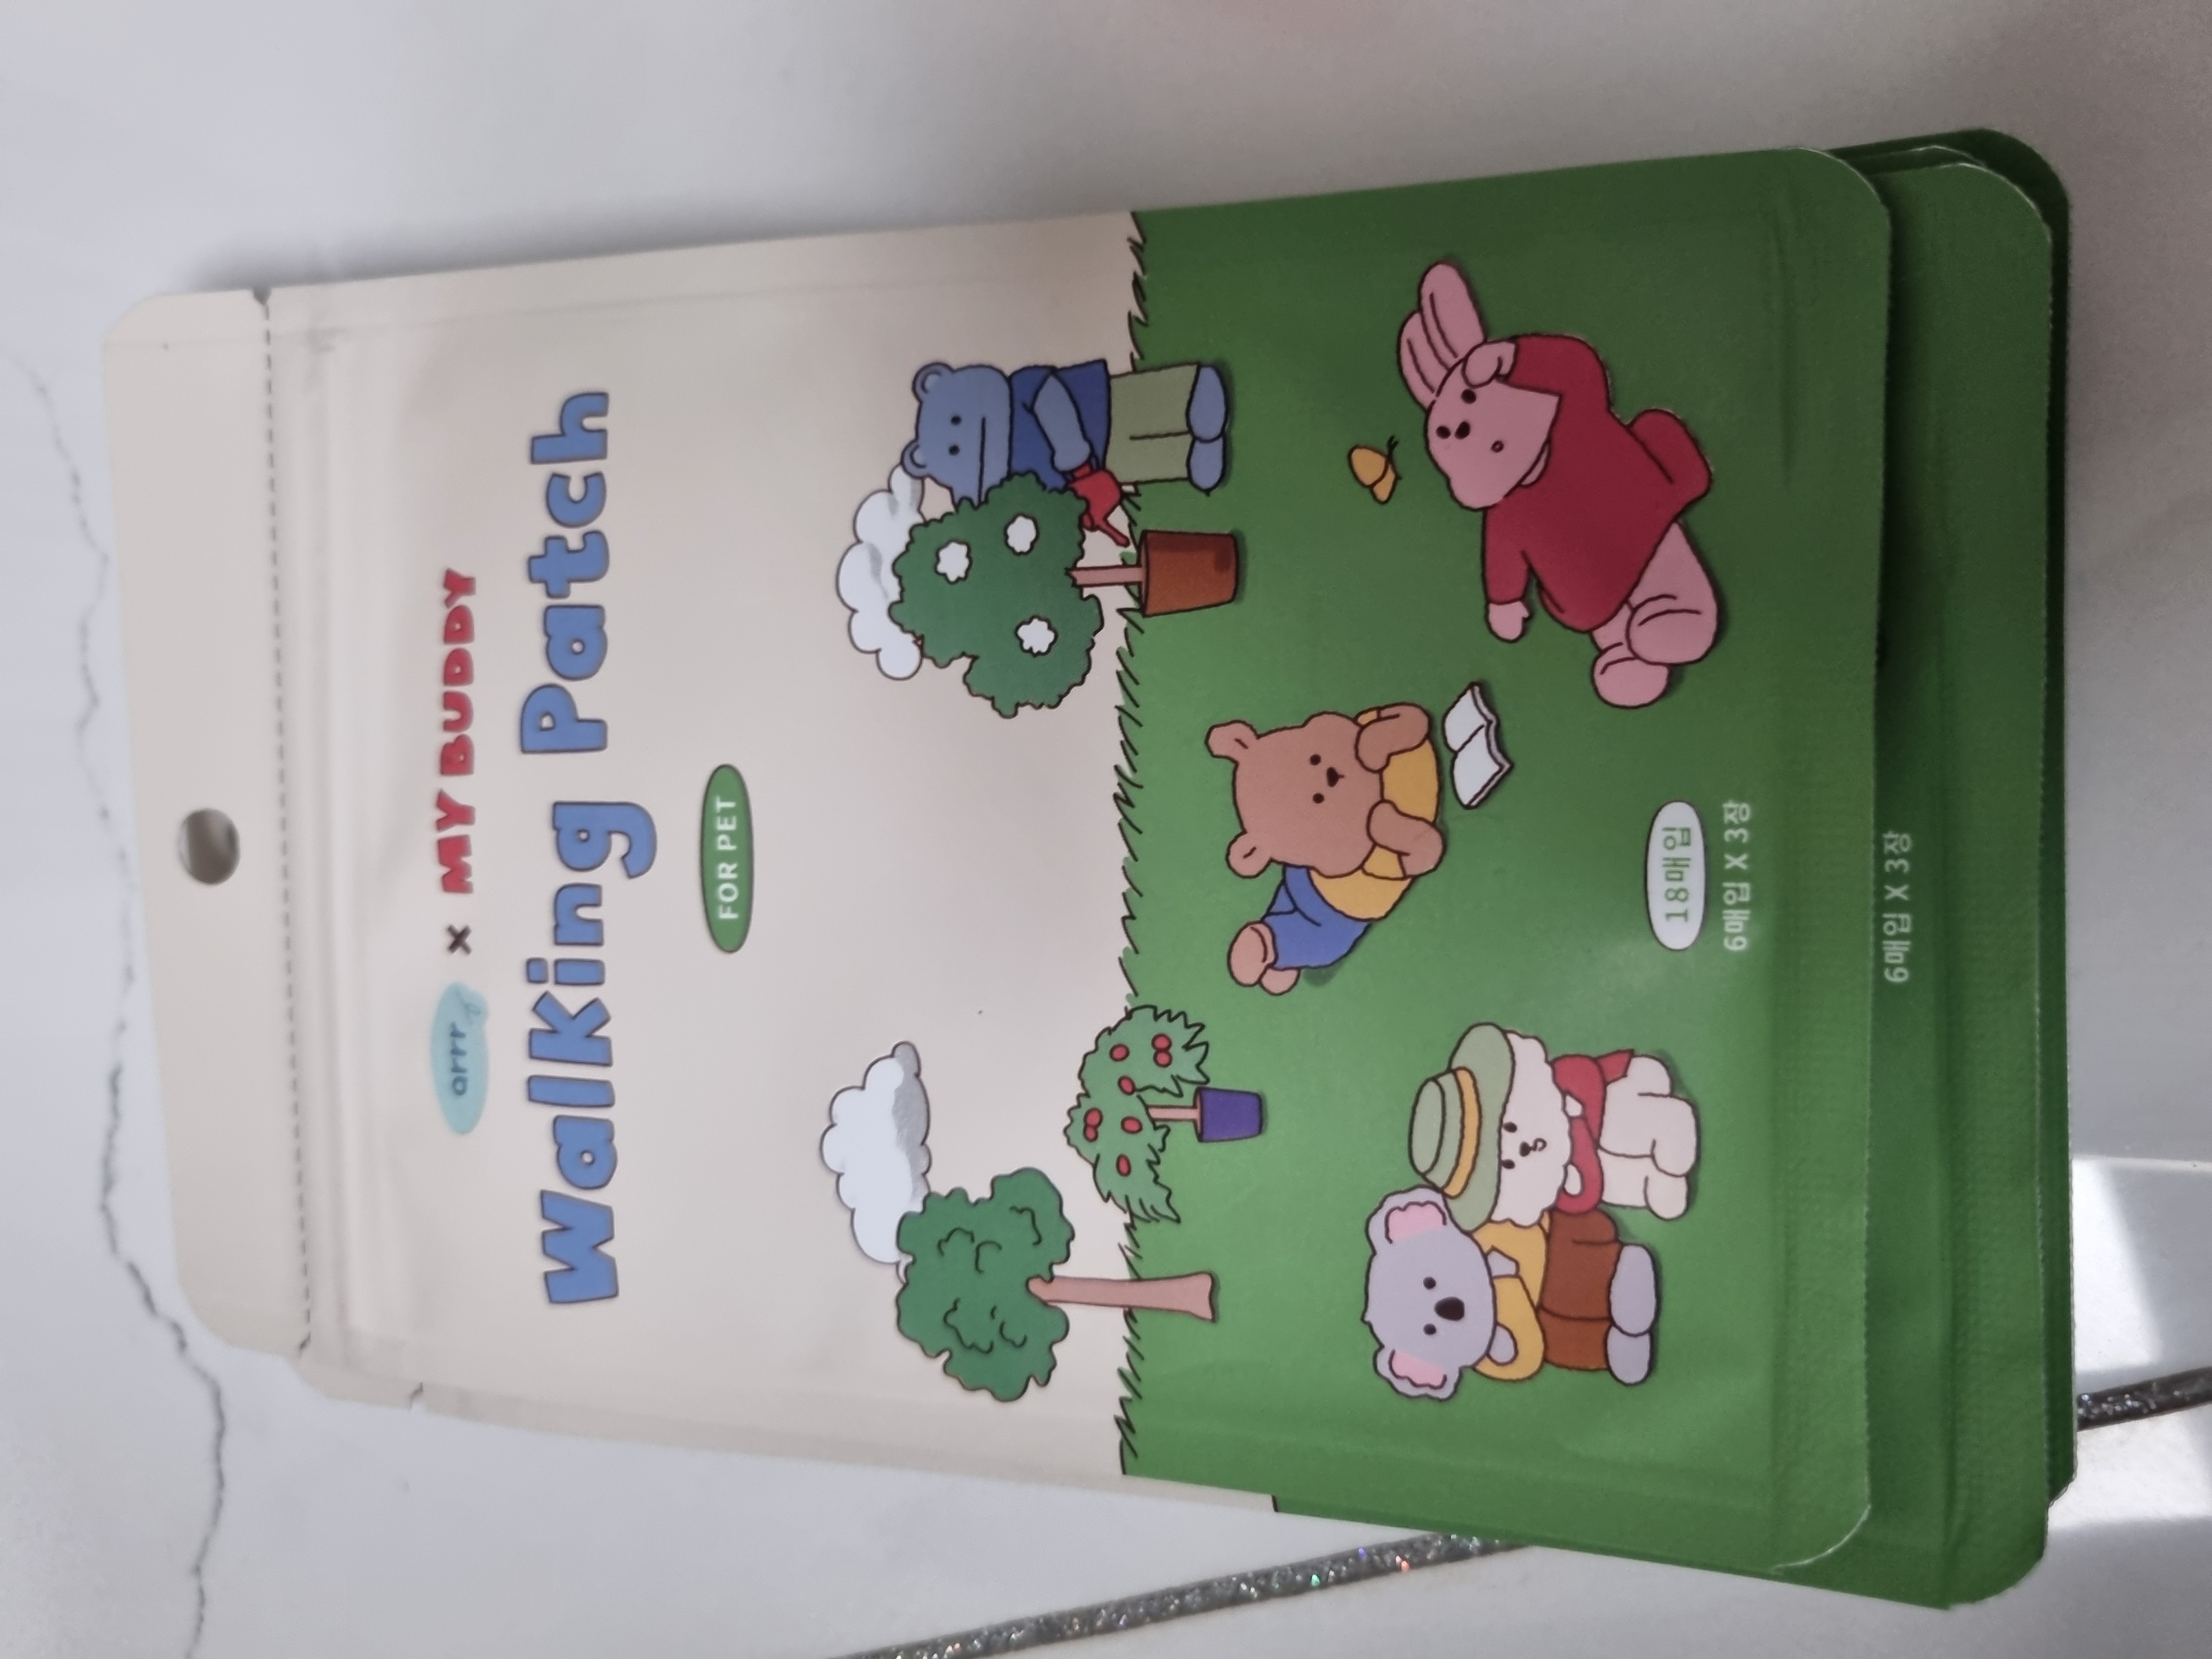 arrr × MY BUDDY
Walking Patch
FOR PET
18매입
6매입 X 3장
6매입 X 3장